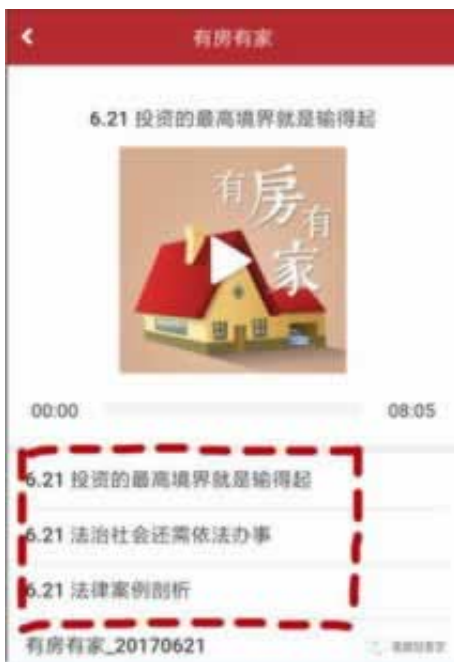 有房有家
6.21 投资的最高境界就是输得起
有房有家
00:00
08:05
6.21 投资的最高境界就是输得起
6.21 法治社会还需依法办事
6.21 法律案例剖析
有房有家_20170621